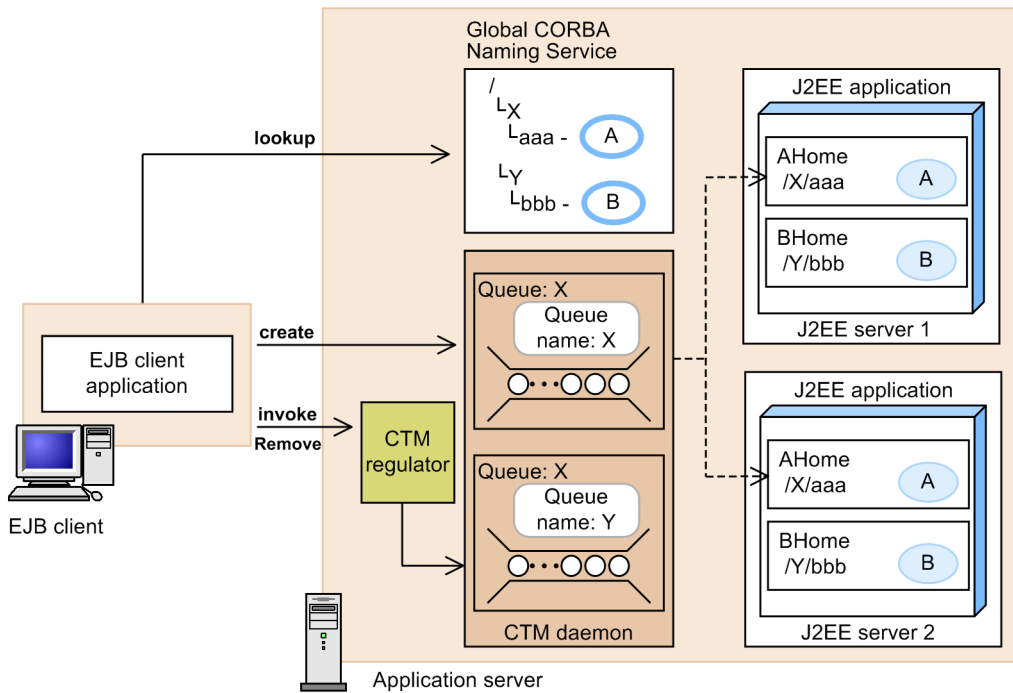 Global CORBA
Naming Service
/
X
aaa - A
Y
bbb - B
lookup
create
invoke
Remove
EJB client
application
EJB client
CTM
regulator
Queue: X
Queue
name: X
Queue: X
Queue
name: Y
CTM daemon
J2EE application
AHome
/X/aaa
A
BHome
/Y/bbb
B
J2EE server 1
J2EE application
AHome
/X/aaa
A
BHome
/Y/bbb
B
J2EE server 2
Application server